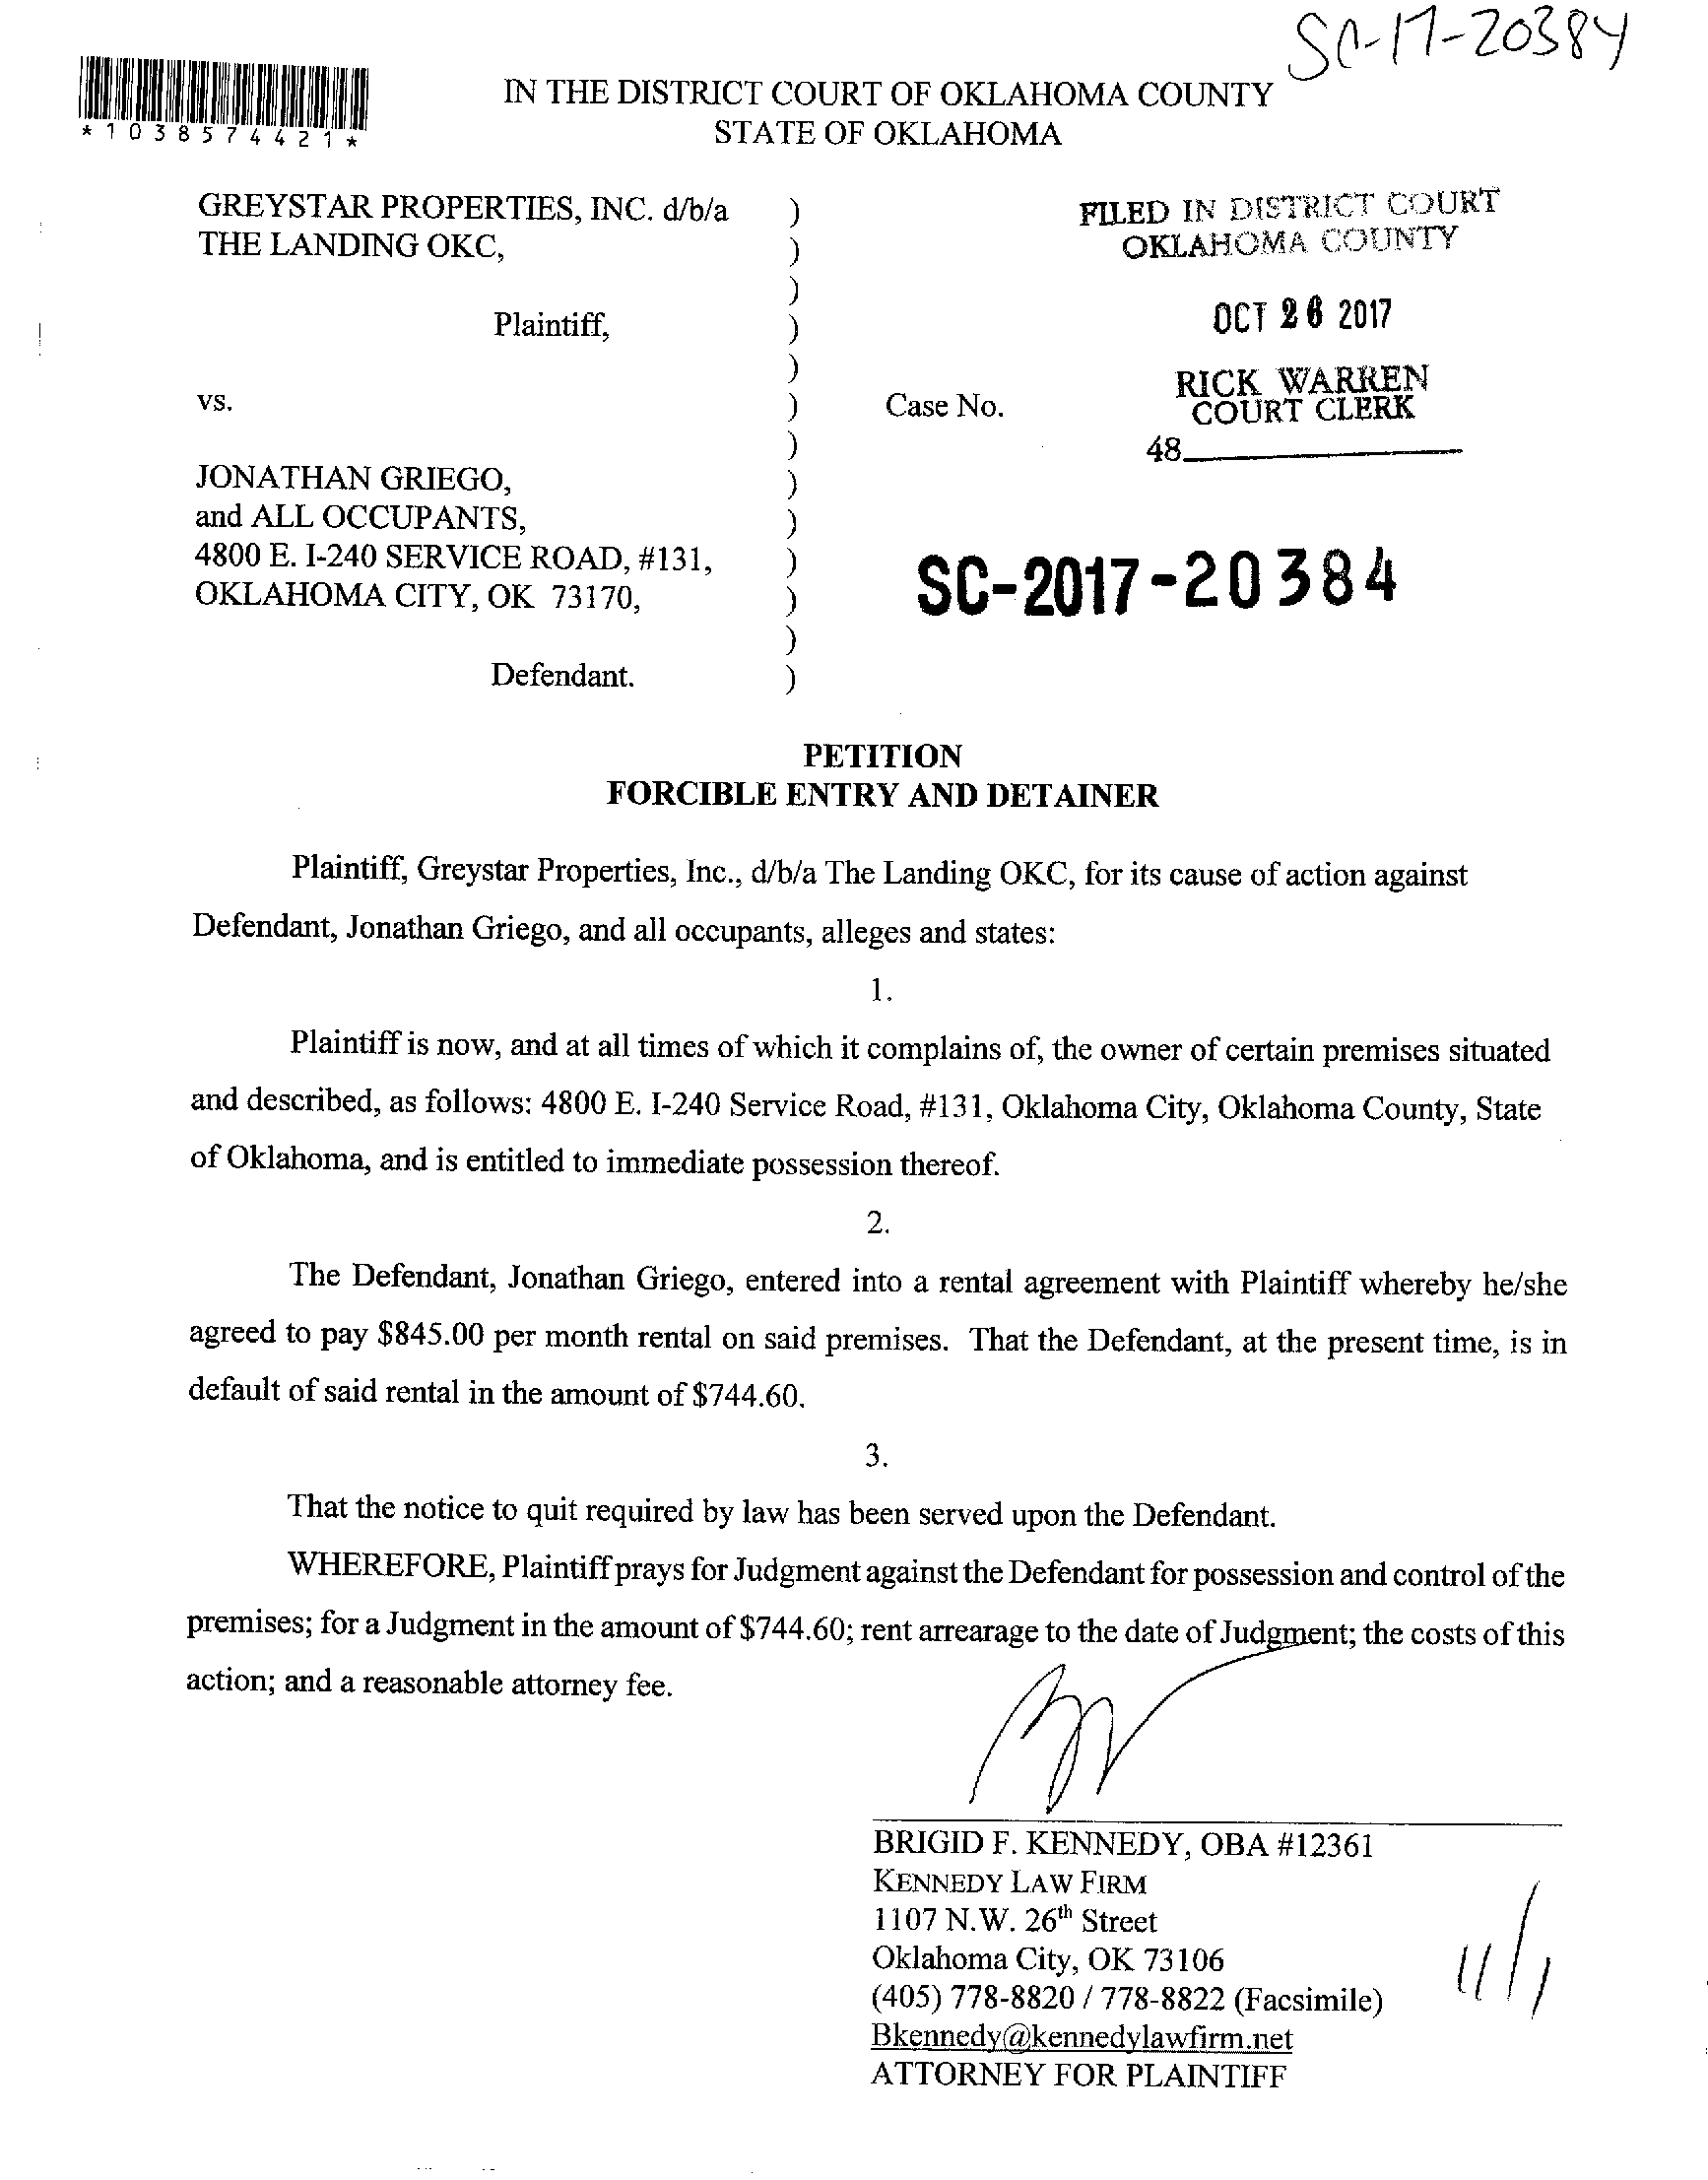 SC-17-20384
*1038574421*
IN THE DISTRICT COURT OF OKLAHOMA COUNTY
STATE OF OKLAHOMA
GREYSTAR PROPERTIES, INC. d/b/a )
THE LANDING OKC, )
)
Plaintiff, )
)
vs. )
)
JONATHAN GRIEGO, )
and ALL OCCUPANTS, )
4800 E. I-240 SERVICE ROAD, #131, )
OKLAHOMA CITY, OK 73170, )
)
Defendant. )
FILED IN DISTRICT COURT
OKLAHOMA COUNTY
OCT 26 2017
RICK WARREN
COURT CLERK
Case No.
48
SC-2017-20384
PETITION
FORCIBLE ENTRY AND DETAINER
Plaintiff, Greystar Properties, Inc., d/b/a The Landing OKC, for its cause of action against
Defendant, Jonathan Griego, and all occupants, alleges and states:
1.
Plaintiff is now, and at all times of which it complains of, the owner of certain premises situated
and described, as follows: 4800 E. I-240 Service Road, #131, Oklahoma City, Oklahoma County, State
of Oklahoma, and is entitled to immediate possession thereof.
2.
The Defendant, Jonathan Griego, entered into a rental agreement with Plaintiff whereby he/she
agreed to pay $845.00 per month rental on said premises. That the Defendant, at the present time, is in
default of said rental in the amount of $744.60.
3.
That the notice to quit required by law has been served upon the Defendant.
WHEREFORE, Plaintiff prays for Judgment against the Defendant for possession and control of the
premises; for a Judgment in the amount of $744.60; rent arrearage to the date of Judgment; the costs of this
action; and a reasonable attorney fee.
BRIGID F. KENNEDY, OBA #12361
KENNEDY LAW FIRM
1107 N.W. 26th Street
Oklahoma City, OK 73106
(405) 778-8820 / 778-8822 (Facsimile)
Bkennedy@kennedylawfirm.net
ATTORNEY FOR PLAINTIFF
11/1